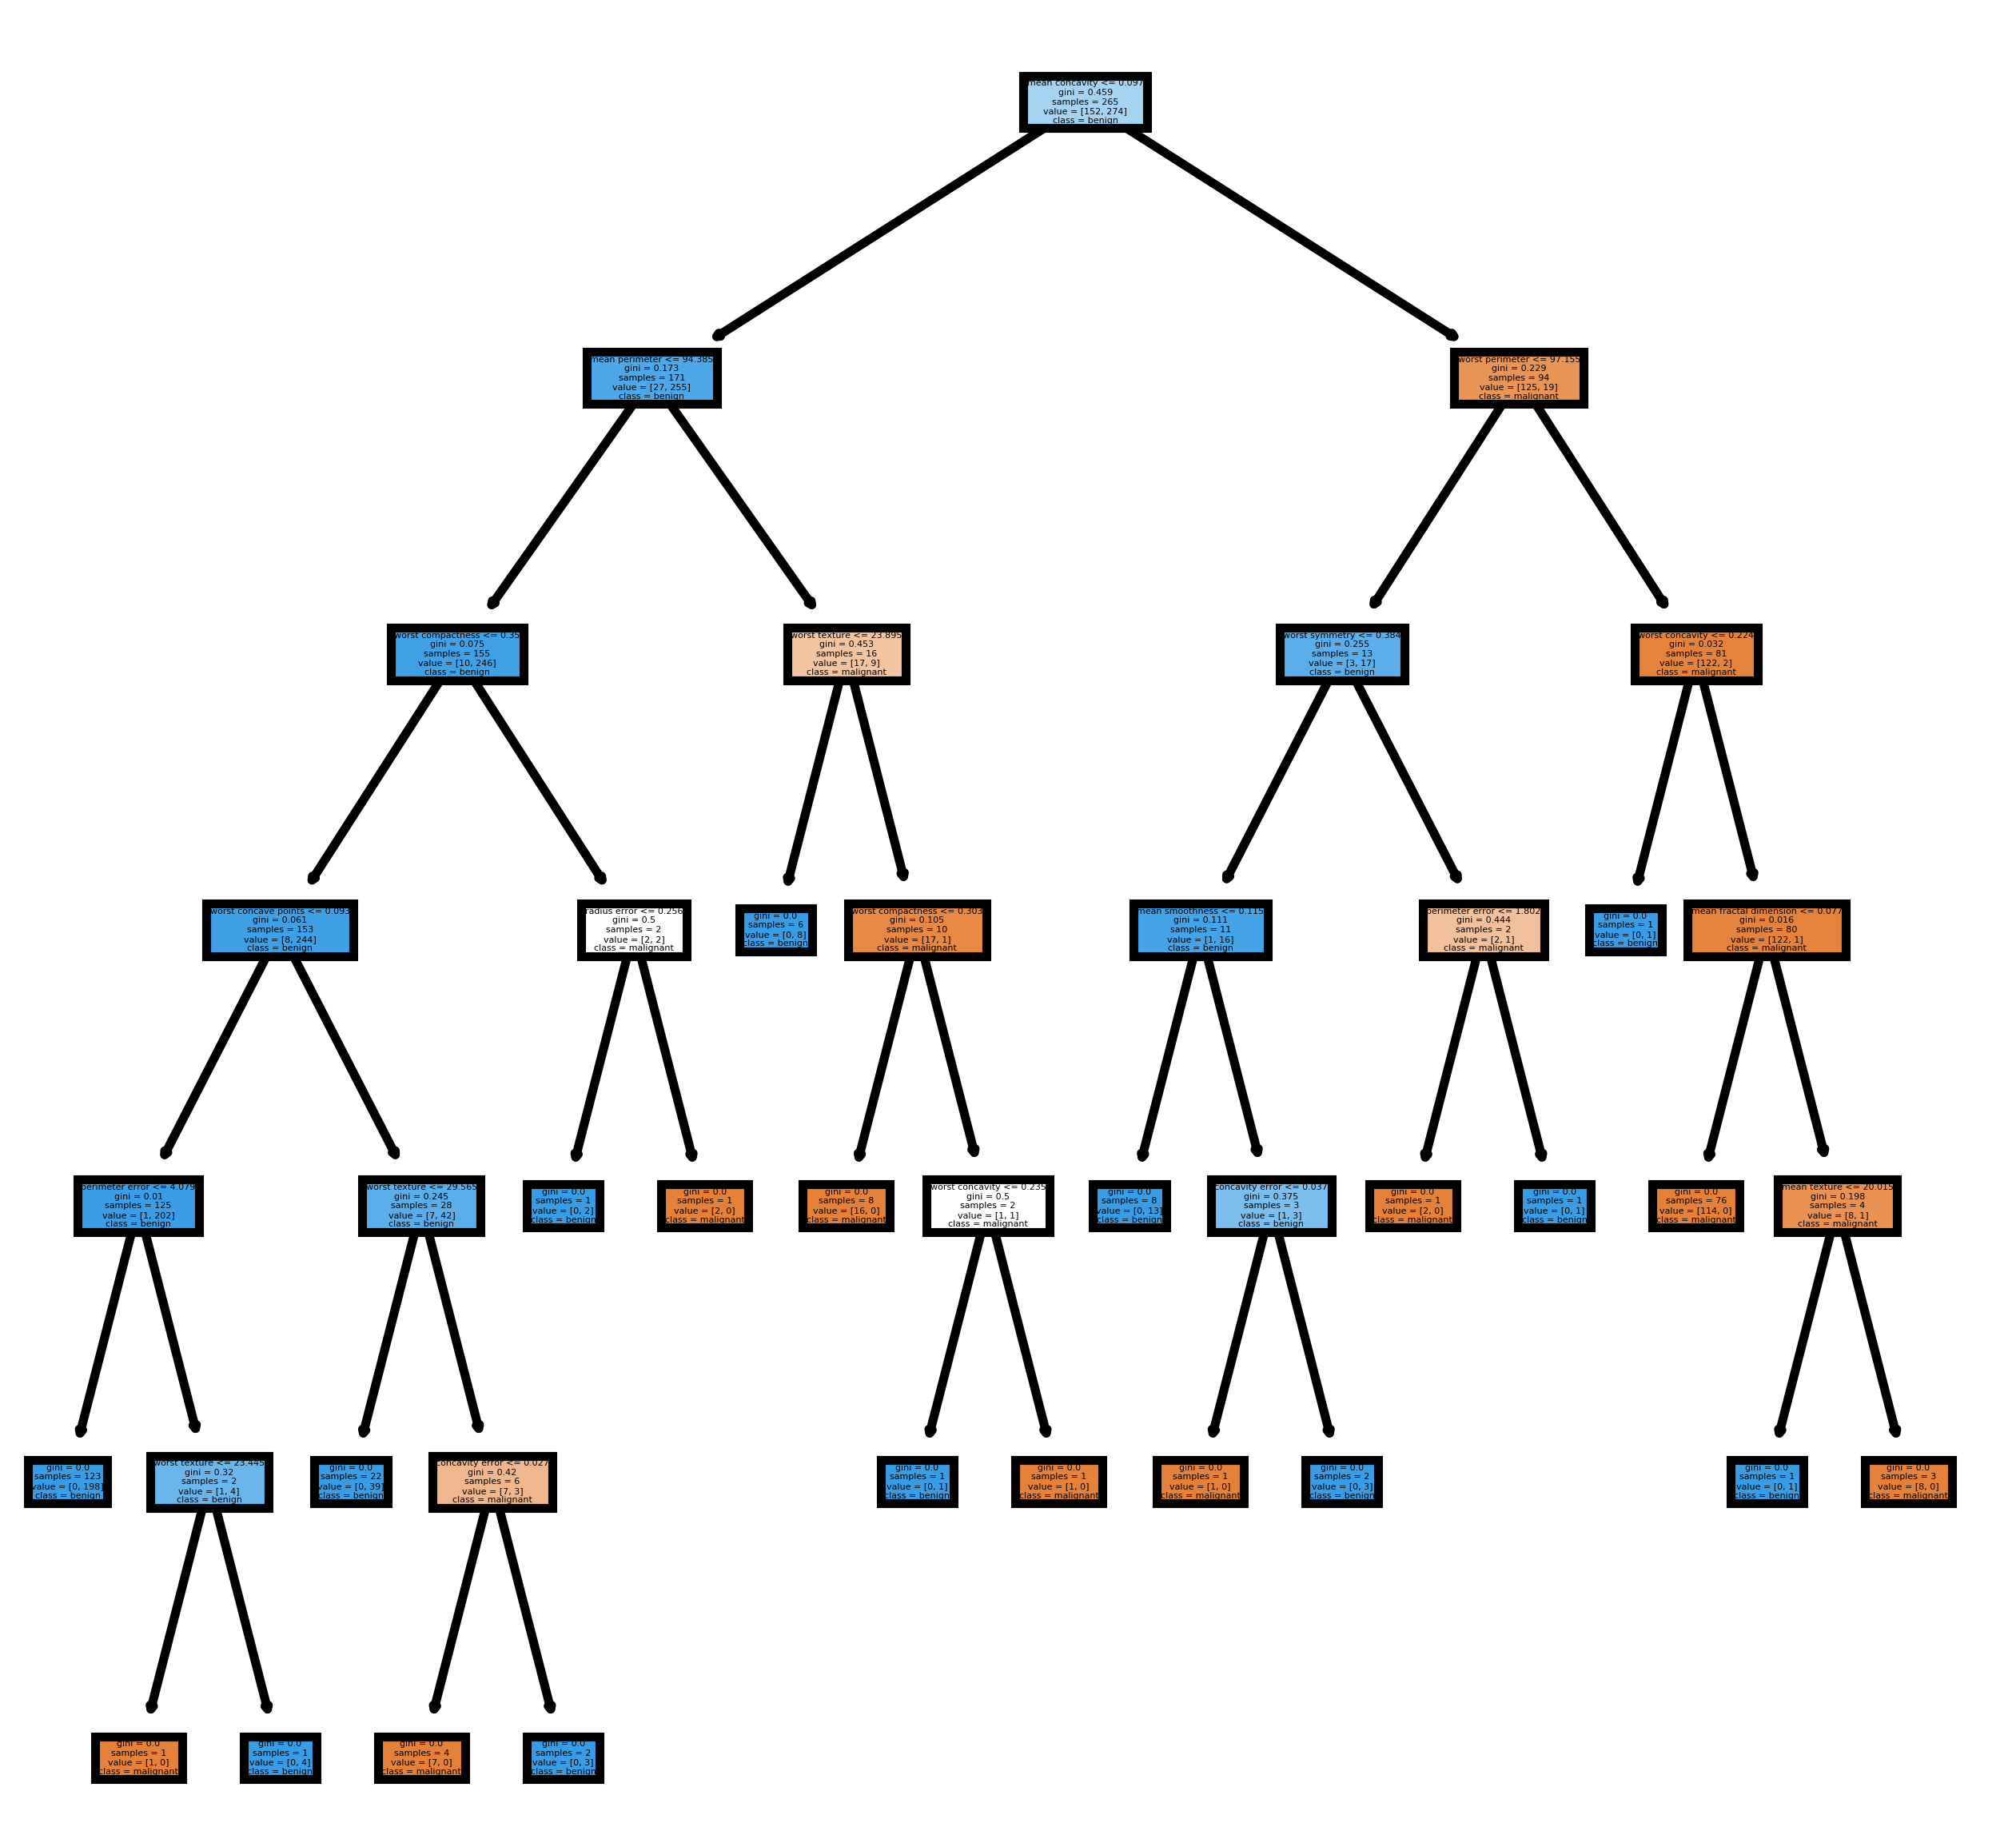 mean concavity <= 0.097
gini = 0.459
samples = 265
value = [152, 274]
class = benign
mean perimeter <= 94.385
gini = 0.173
samples = 171
value = [27, 255]
class = benign
worst perimeter <= 97.155
gini = 0.229
samples = 94
value = [125, 19]
class = malignant
worst compactness <= 0.35
gini = 0.075
samples = 155
value = [10, 246]
class = benign
worst texture <= 23.895
gini = 0.453
samples = 16
value = [17, 9]
class = malignant
worst symmetry <= 0.384
gini = 0.255
samples = 13
value = [3, 17]
class = benign
worst concavity <= 0.224
gini = 0.032
samples = 81
value = [122, 2]
class = malignant
worst concave points <= 0.093
gini = 0.061
samples = 153
value = [8, 244]
class = benign
radius error <= 0.256
gini = 0.5
samples = 2
value = [2, 2]
class = malignant
gini = 0.0
samples = 6
value = [0, 8]
class = benign
worst compactness <= 0.303
gini = 0.105
samples = 10
value = [17, 1]
class = malignant
mean smoothness <= 0.115
gini = 0.111
samples = 11
value = [1, 16]
class = benign
perimeter error <= 1.802
gini = 0.444
samples = 2
value = [2, 1]
class = malignant
gini = 0.0
samples = 1
value = [0, 1]
class = benign
mean fractal dimension <= 0.077
gini = 0.016
samples = 80
value = [122, 1]
class = malignant
perimeter error <= 4.079
gini = 0.01
samples = 125
value = [1, 202]
class = benign
worst texture <= 29.565
gini = 0.245
samples = 28
value = [7, 42]
class = benign
gini = 0.0
samples = 1
value = [0, 2]
class = benign
gini = 0.0
samples = 1
value = [2, 0]
class = malignant
gini = 0.0
samples = 8
value = [16, 0]
class = malignant
worst concavity <= 0.235
gini = 0.5
samples = 2
value = [1, 1]
class = malignant
gini = 0.0
samples = 8
value = [0, 13]
class = benign
concavity error <= 0.037
gini = 0.375
samples = 3
value = [1, 3]
class = benign
gini = 0.0
samples = 1
value = [2, 0]
class = malignant
gini = 0.0
samples = 1
value = [0, 1]
class = benign
gini = 0.0
samples = 76
value = [114, 0]
class = malignant
mean texture <= 20.015
gini = 0.198
samples = 4
value = [8, 1]
class = malignant
gini = 0.0
samples = 123
value = [0, 198]
class = benign
worst texture <= 23.445
gini = 0.32
samples = 2
value = [1, 4]
class = benign
gini = 0.0
samples = 22
value = [0, 39]
class = benign
concavity error <= 0.027
gini = 0.42
samples = 6
value = [7, 3]
class = malignant
gini = 0.0
samples = 1
value = [0, 1]
class = benign
gini = 0.0
samples = 1
value = [1, 0]
class = malignant
gini = 0.0
samples = 1
value = [1, 0]
class = malignant
gini = 0.0
samples = 2
value = [0, 3]
class = benign
gini = 0.0
samples = 1
value = [0, 1]
class = benign
gini = 0.0
samples = 3
value = [8, 0]
class = malignant
gini = 0.0
samples = 1
value = [1, 0]
class = malignant
gini = 0.0
samples = 1
value = [0, 4]
class = benign
gini = 0.0
samples = 4
value = [7, 0]
class = malignant
gini = 0.0
samples = 2
value = [0, 3]
class = benign